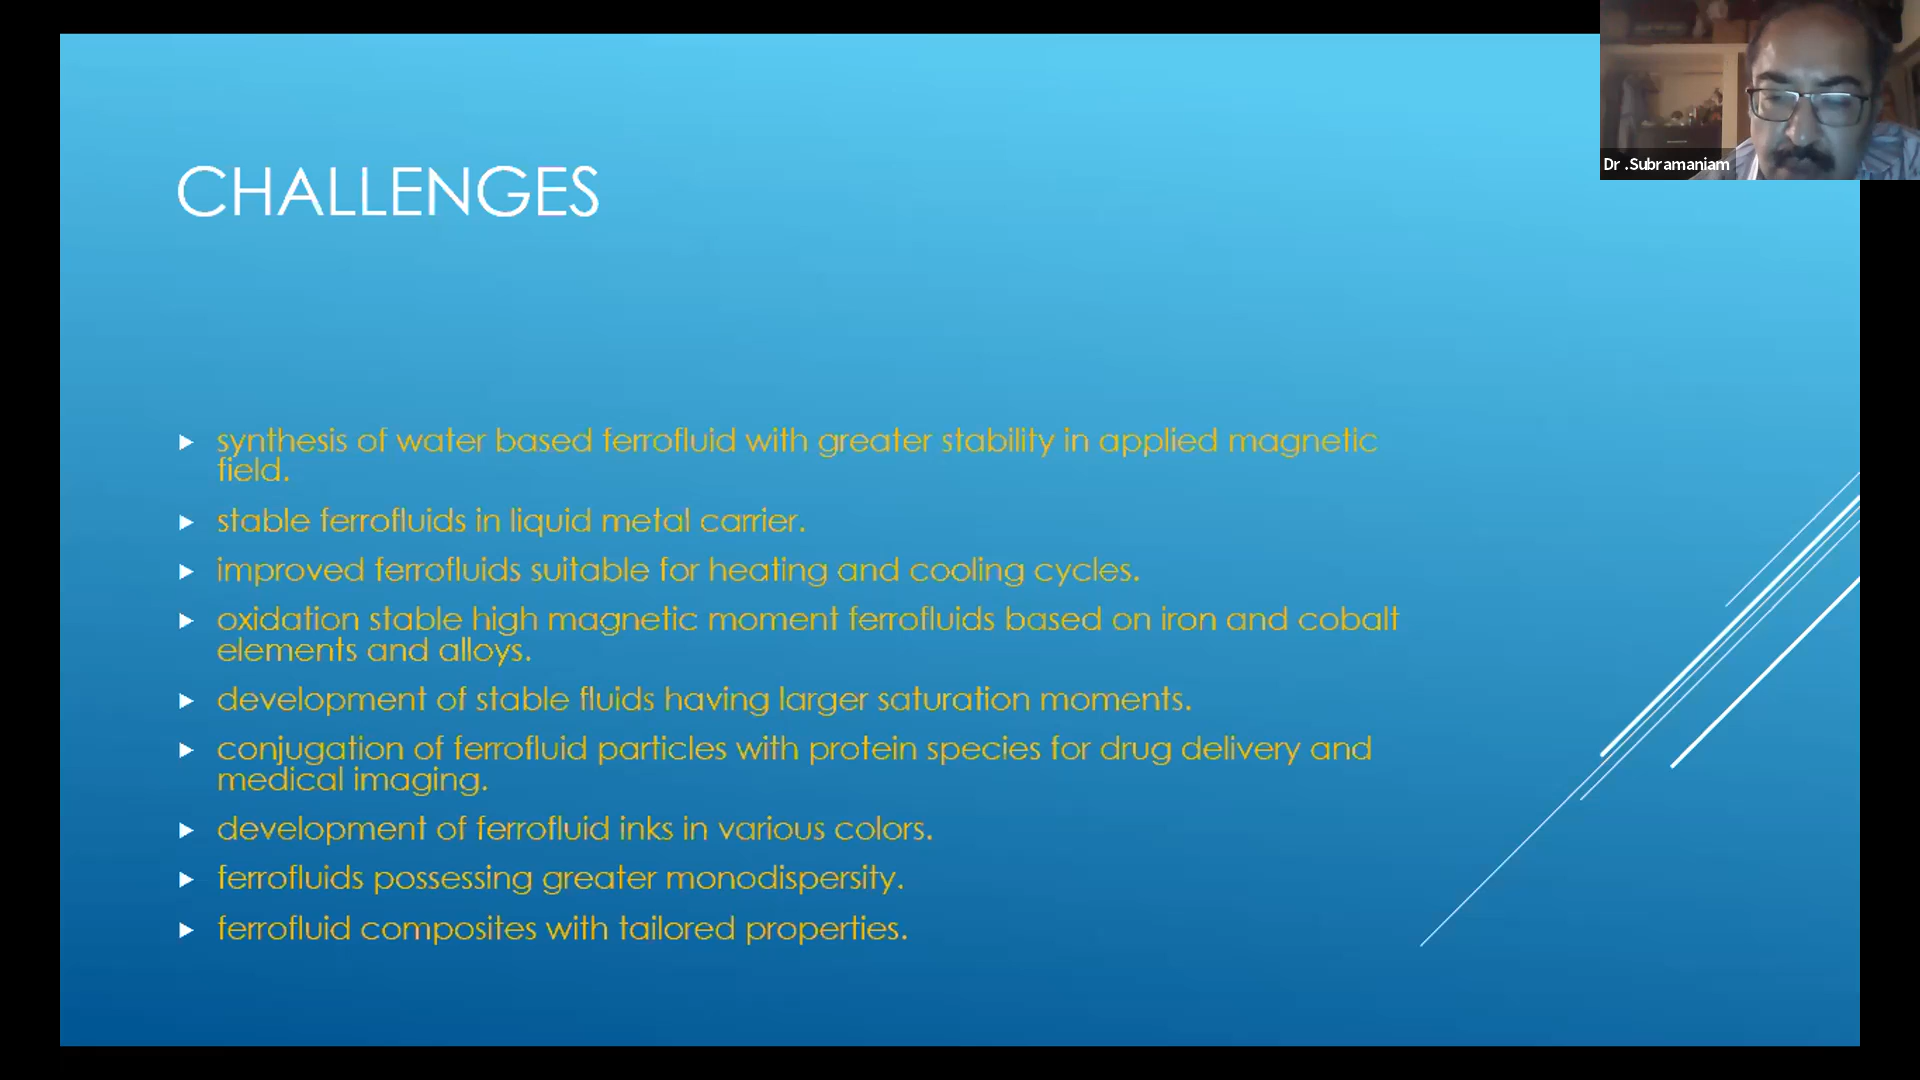 Dr .Subramaniam
CHALLENGES
synthesis of water based ferrofluid with greater stability in applied magnetic
field.
stable ferrofluids in liquid metal carrier.
improved ferrofluids suitable for heating and cooling cycles.
oxidation stable high magnetic moment ferrofluids based on iron and cobalt
elements and alloys.
development of stable fluids having larger saturation moments.
conjugation of ferrofluid particles with protein species for drug delivery and
medical imaging.
development of ferrofluid inks in various colors.
ferrofluids possessing greater monodispersity.
ferrofluid composites with tailored properties.